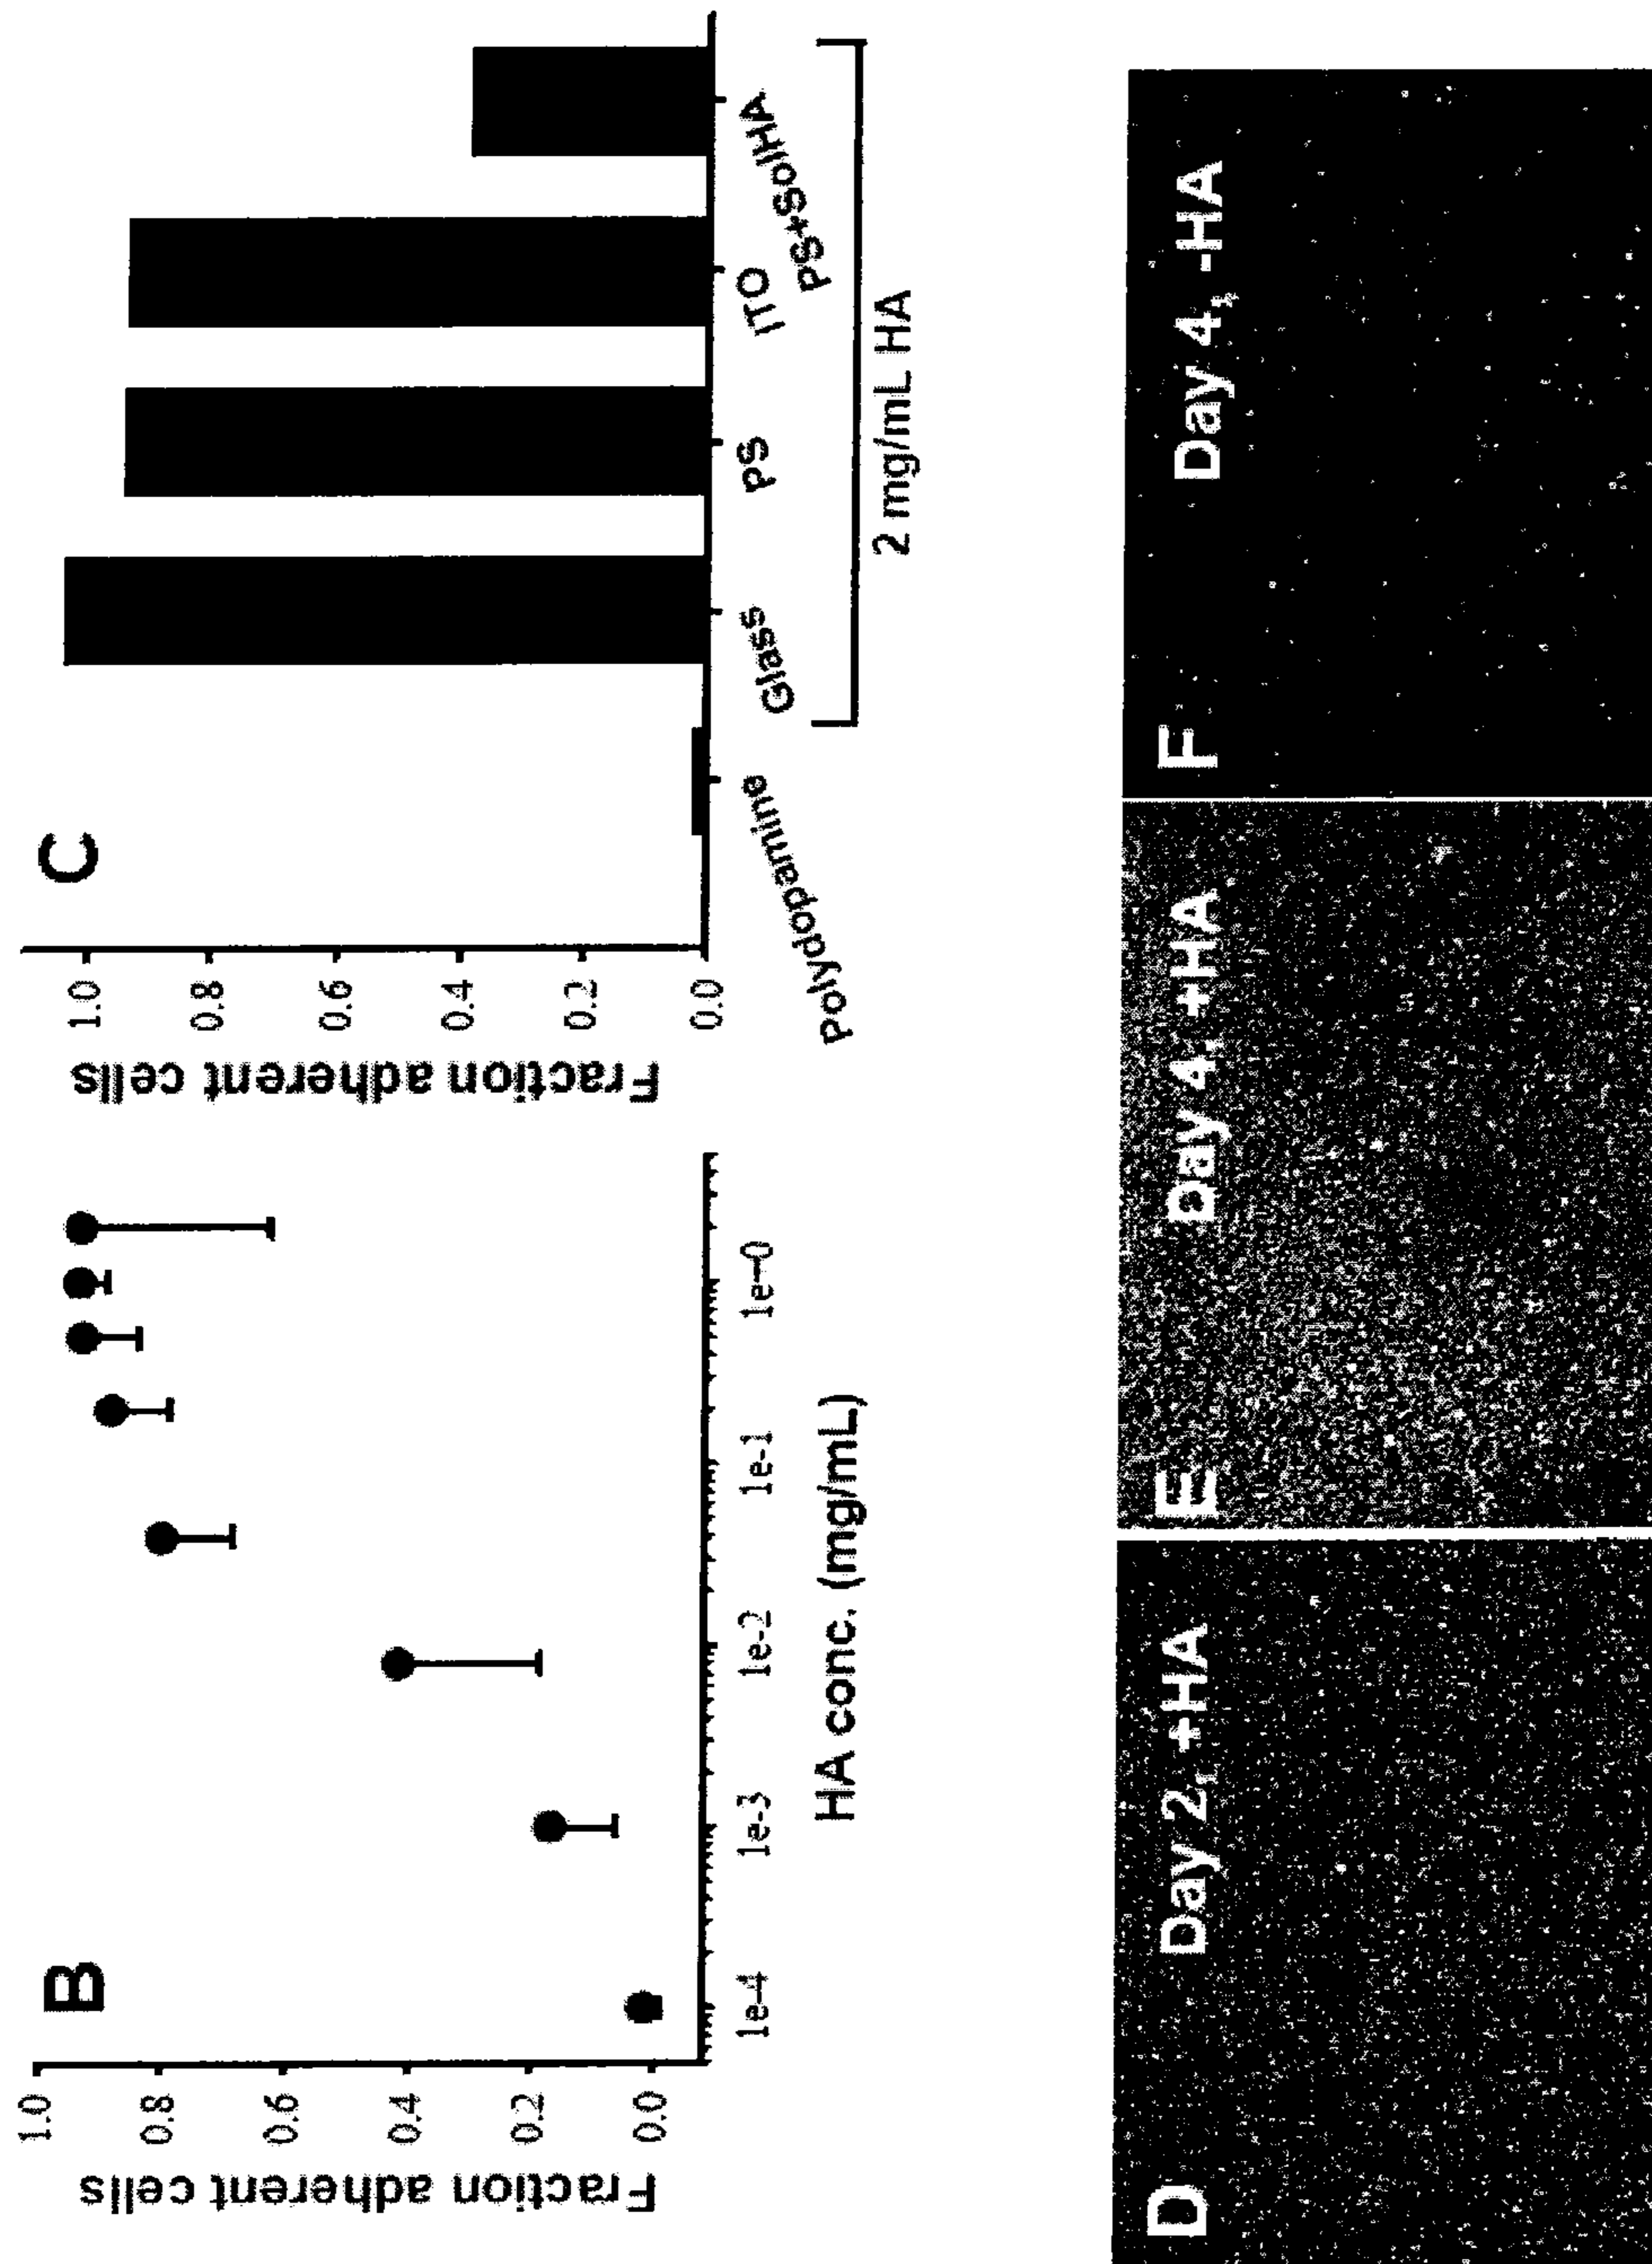 B
Fraction adherent cells
1.0
0.8
0.6
0.4
0.2
0.0
1e-4
1e-3
1e-2
1e-1
1e-0
HA conc. (mg/mL)
C
Fraction adherent cells
1.0
0.8
0.6
0.4
0.2
0.0
Polydopamine
Glass
PS
ITO
PS+SolHA
2 mg/mL HA
D
Day 2, +HA
E
Day 4, +HA
F
Day 4, -HA